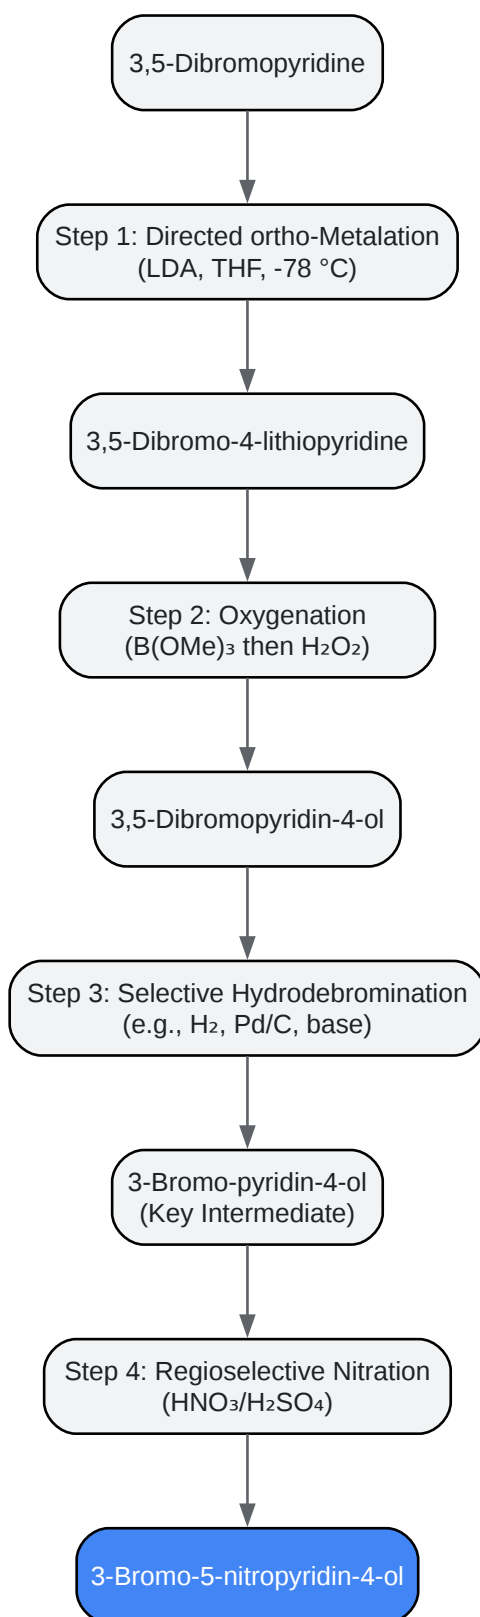 3,5-Dibromopyridine
Step 1: Directed ortho-Metalation
(LDA, THF, -78 °C)
3,5-Dibromo-4-lithiopyridine
Step 2: Oxygenation
(B(OMe)₃ then H₂O₂)
3,5-Dibromopyridin-4-ol
Step 3: Selective Hydrodebromination
(e.g., H₂, Pd/C, base)
3-Bromo-pyridin-4-ol
(Key Intermediate)
Step 4: Regioselective Nitration
(HNO₃/H₂SO₄)
3-Bromo-5-nitropyridin-4-ol